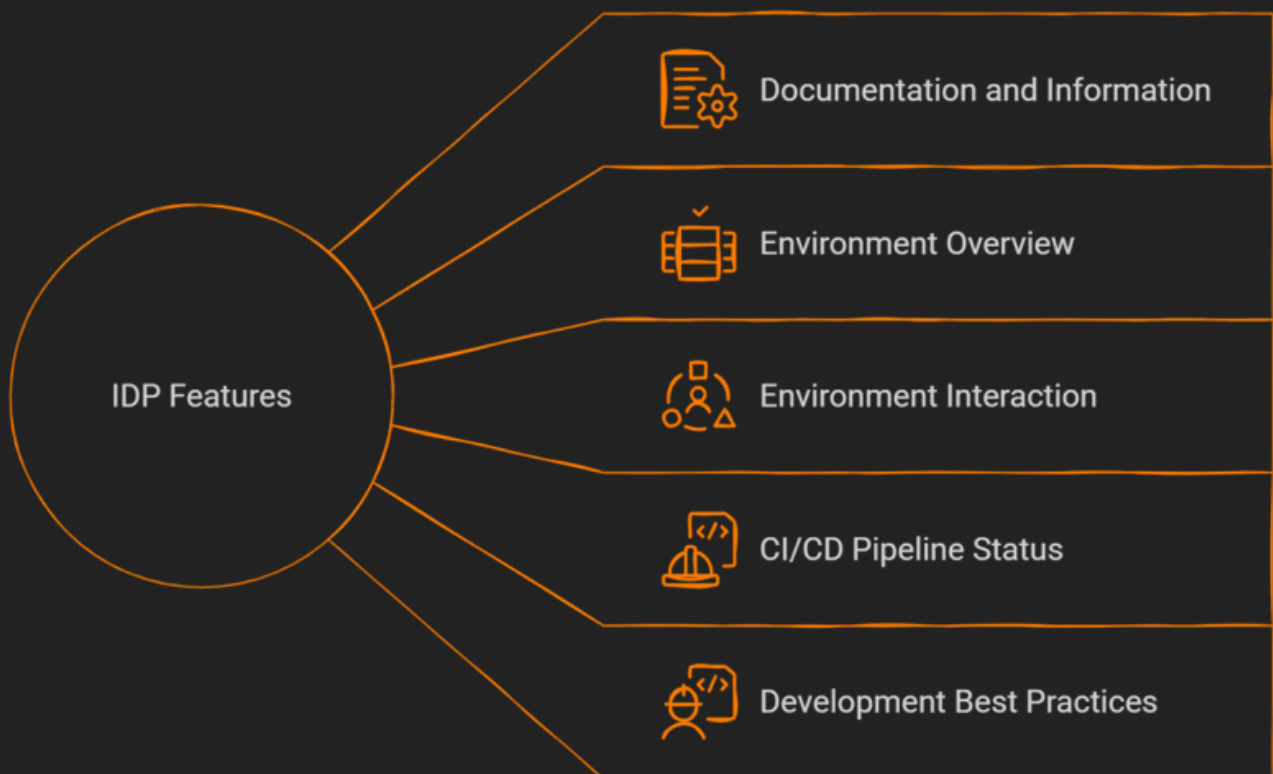 IDP Features
Documentation and Information
Environment Overview
Environment Interaction
</>
CI/CD Pipeline Status
</>
Development Best Practices